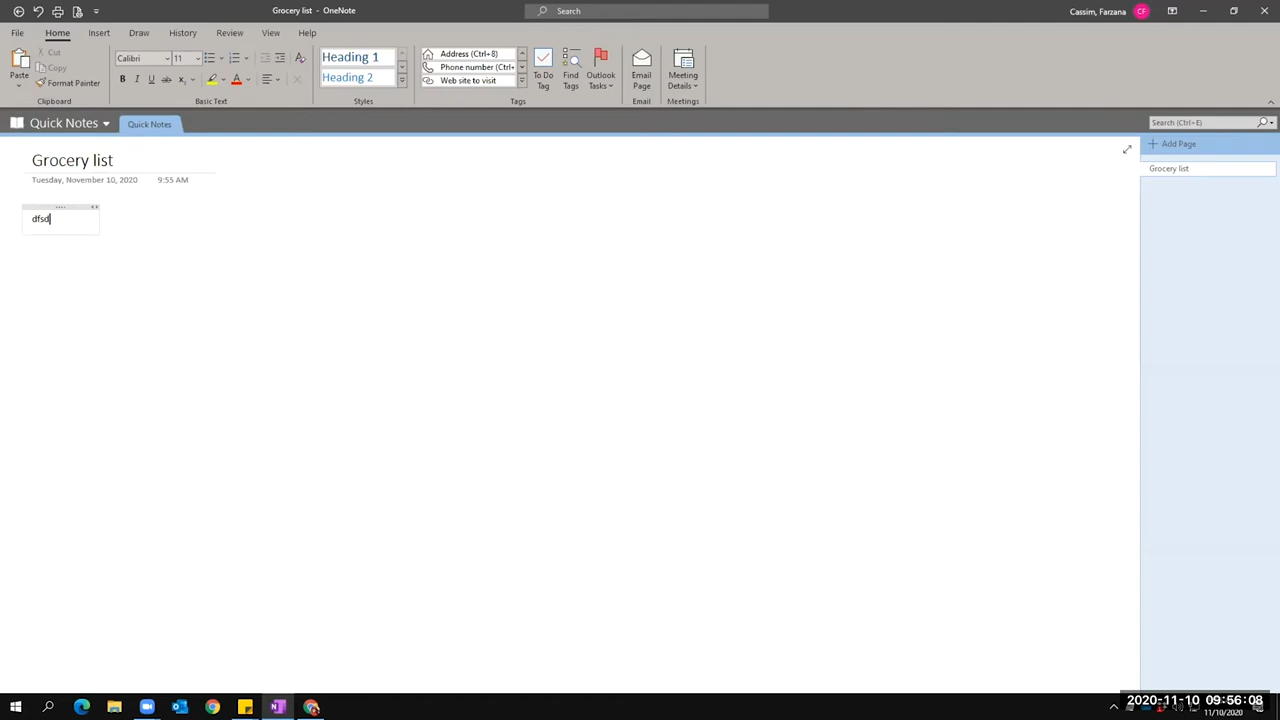 Grocery list - OneNote
Search
Cassim, Farzana
CF
File Home Insert Draw History Review View Help
Paste
Cut
Copy
Format Painter
Clipboard
Calibri 11
B I U ab X
A
Basic Text
Heading 1
Heading 2
Styles
Address (Ctrl+8)
Phone number (Ctrl+
Web site to visit
To Do
Tag
Find
Tags
Outlook
Tasks
Tags
Email
Page
Email
Meeting
Details
Meetings
Quick Notes
Quick Notes
Search (Ctrl+E)
Grocery list
Tuesday, November 10, 2020 9:55 AM
dfsd
Add Page
Grocery list
2020-11-10 09:56:08
11/10/2020